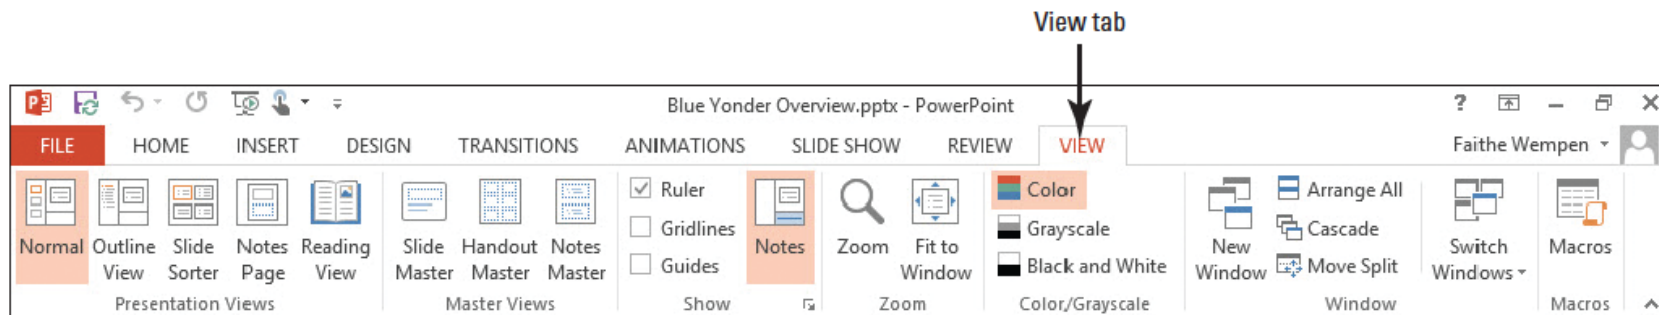 View tab
Blue Yonder Overview.pptx - PowerPoint
?
FILE HOME INSERT DESIGN TRANSITIONS ANIMATIONS SLIDE SHOW REVIEW VIEW Faithe Wempen
Normal
Outline
View
Slide
Sorter
Notes
Page
Reading
View
Presentation Views
Slide
Master
Handout
Master
Notes
Master
Master Views
Ruler
Gridlines
Guides
Notes
Show
Zoom
Fit to
Window
Zoom
Color
Grayscale
Black and White
Color/Grayscale
New
Window
Arrange All
Cascade
Move Split
Switch
Windows
Window
Macros
Macros